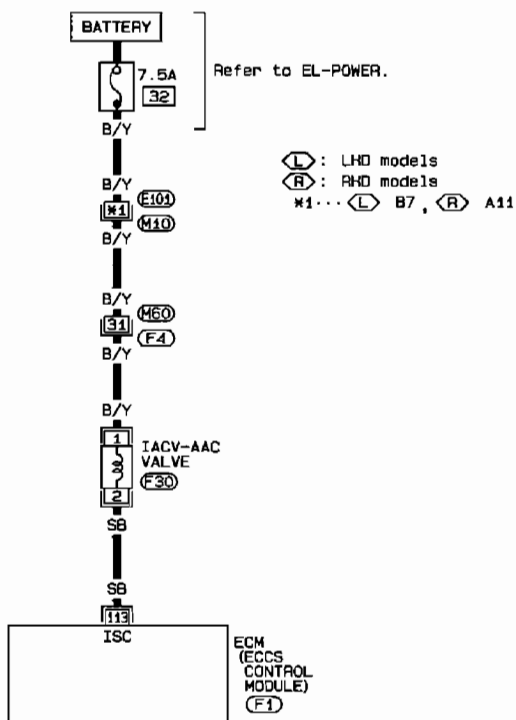 BATTERY
7.5A
32
Refer to EL-POWER.
B/Y
L : LHD models
R : RHD models
*1··· L B7 , R A11
B/Y
E101
*1
M10
B/Y
B/Y
M60
31
F4
B/Y
B/Y
1
IACV-AAC
VALVE
F30
2
SB
SB
113
ISC
ECM
(ECCS
CONTROL
MODULE)
F1